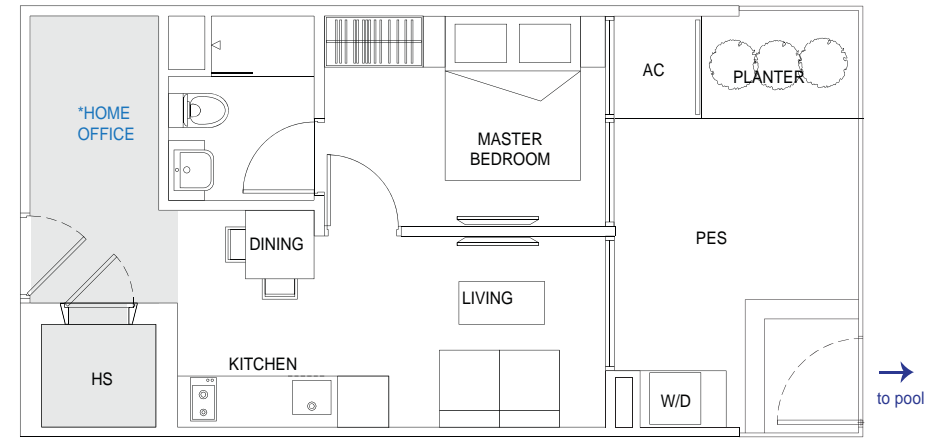 *HOME
OFFICE
AC
PLANTER
MASTER
BEDROOM
DINING
PES
LIVING
KITCHEN
HS
W/D
to pool